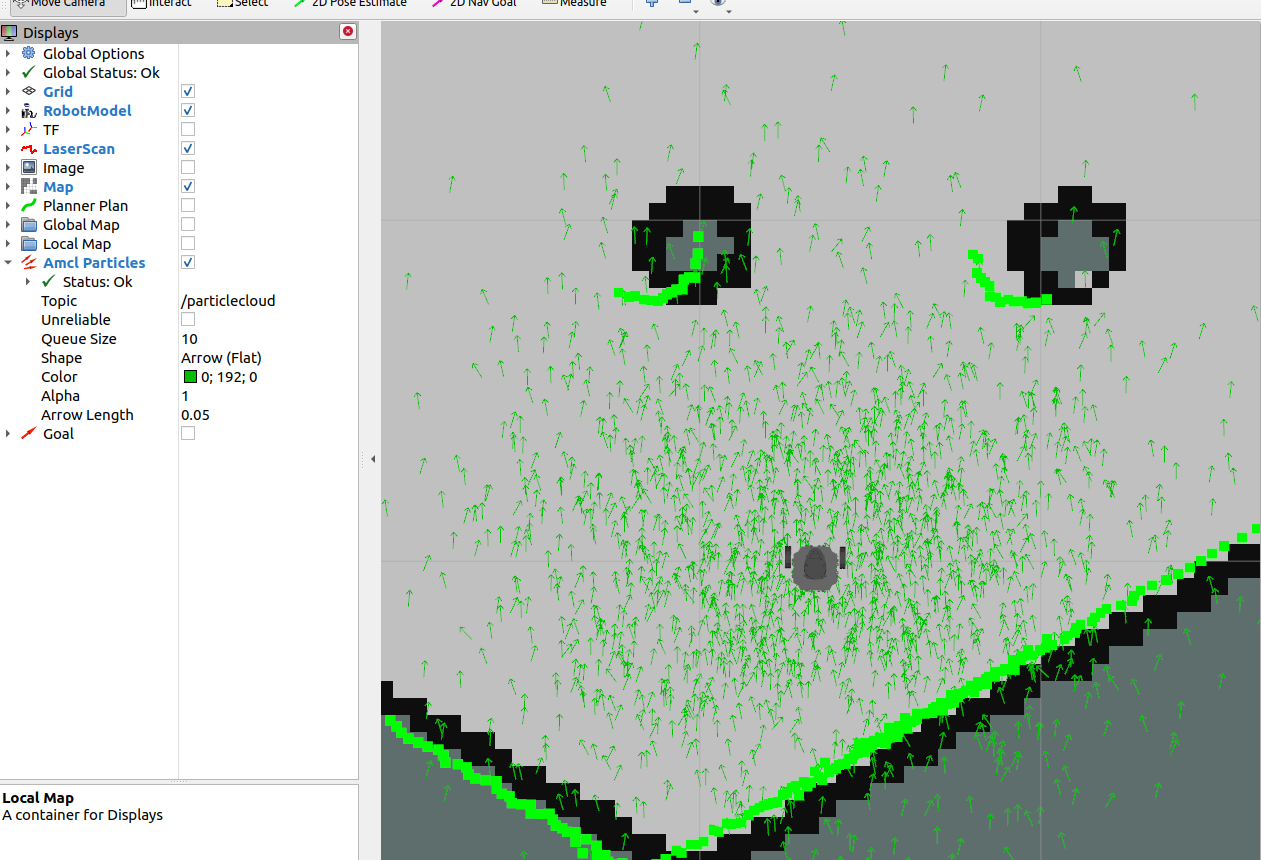 Move Camera Interact Select 2D Pose Estimate 2D Nav Goal Measure
Displays
Global Options
Global Status: Ok
Grid
RobotModel
TF
LaserScan
Image
Map
Planner Plan
Global Map
Local Map
Amcl Particles
Status: Ok
Topic /particlecloud
Unreliable
Queue Size 10
Shape Arrow (Flat)
Color 0; 192; 0
Alpha 1
Arrow Length 0.05
Goal
Local Map
A container for Displays